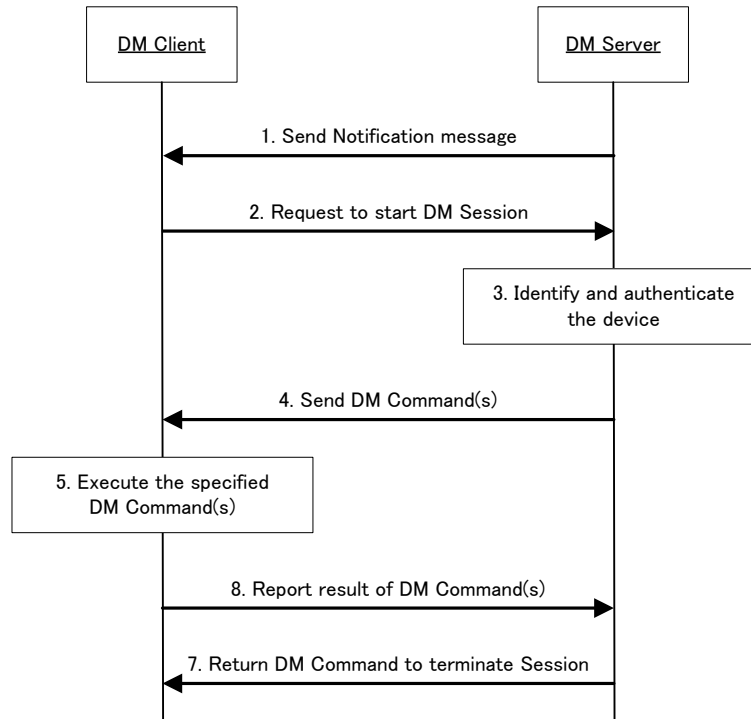 DM Client
DM Server
1. Send Notification message
2. Request to start DM Session
3. Identify and authenticate
the device
4. Send DM Command(s)
5. Execute the specified
DM Command(s)
8. Report result of DM Command(s)
7. Return DM Command to terminate Session